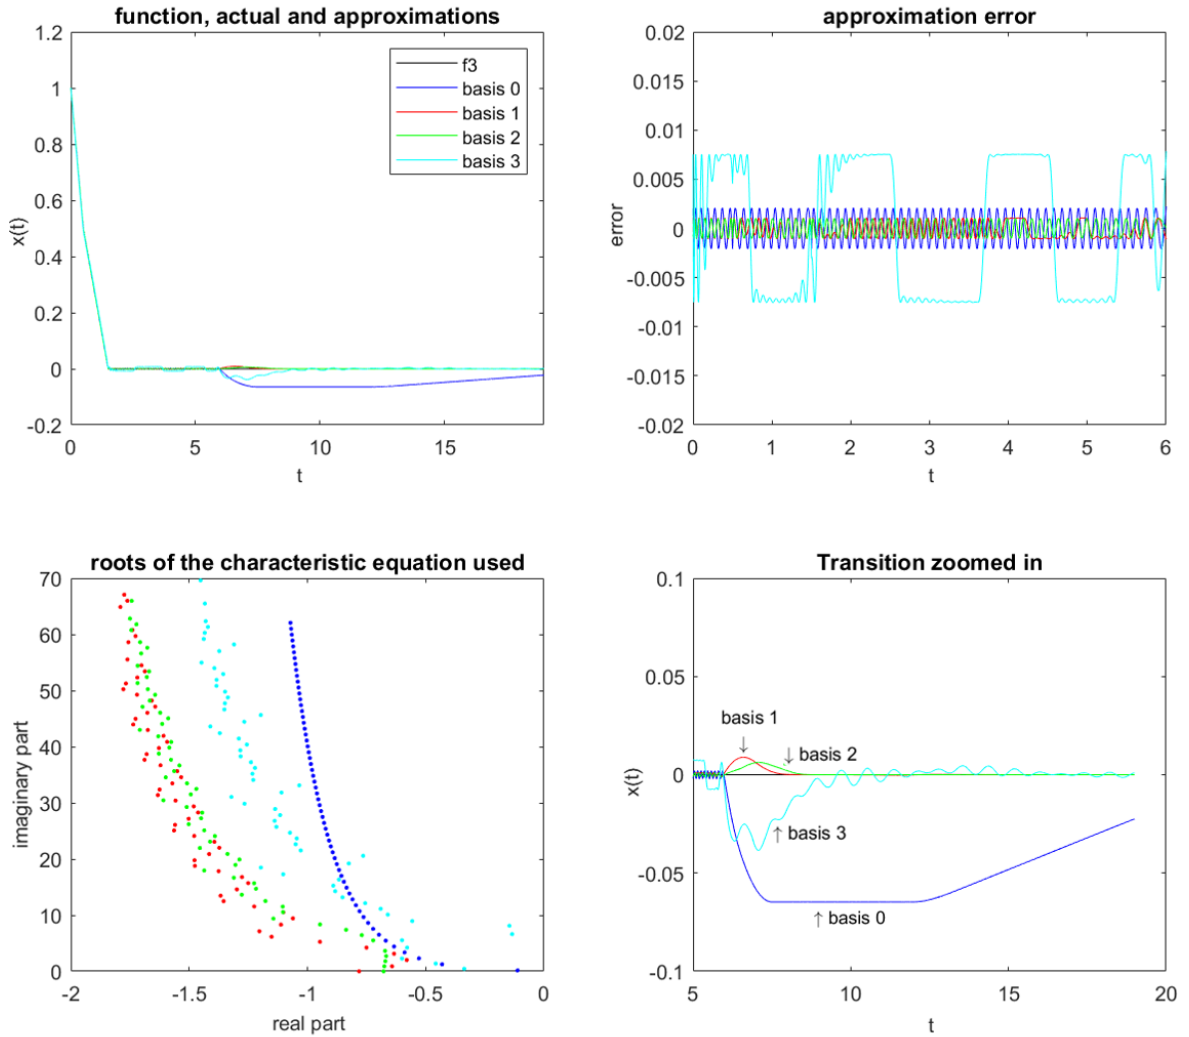 function, actual and approximations
1.2
1
0.8
0.6
0.4
0.2
0
-0.2
x(t)
0 5 10 15
t
f3
basis 0
basis 1
basis 2
basis 3
approximation error
0.02
0.015
0.01
0.005
0
-0.005
-0.01
-0.015
-0.02
error
0 1 2 3 4 5 6
t
roots of the characteristic equation used
70
60
50
40
30
20
10
0
imaginary part
-2 -1.5 -1 -0.5 0
real part
Transition zoomed in
0.1
0.05
0
-0.05
-0.1
x(t)
basis 1
↓
↓ basis 2
↑ basis 3
↑ basis 0
5 10 15 20
t